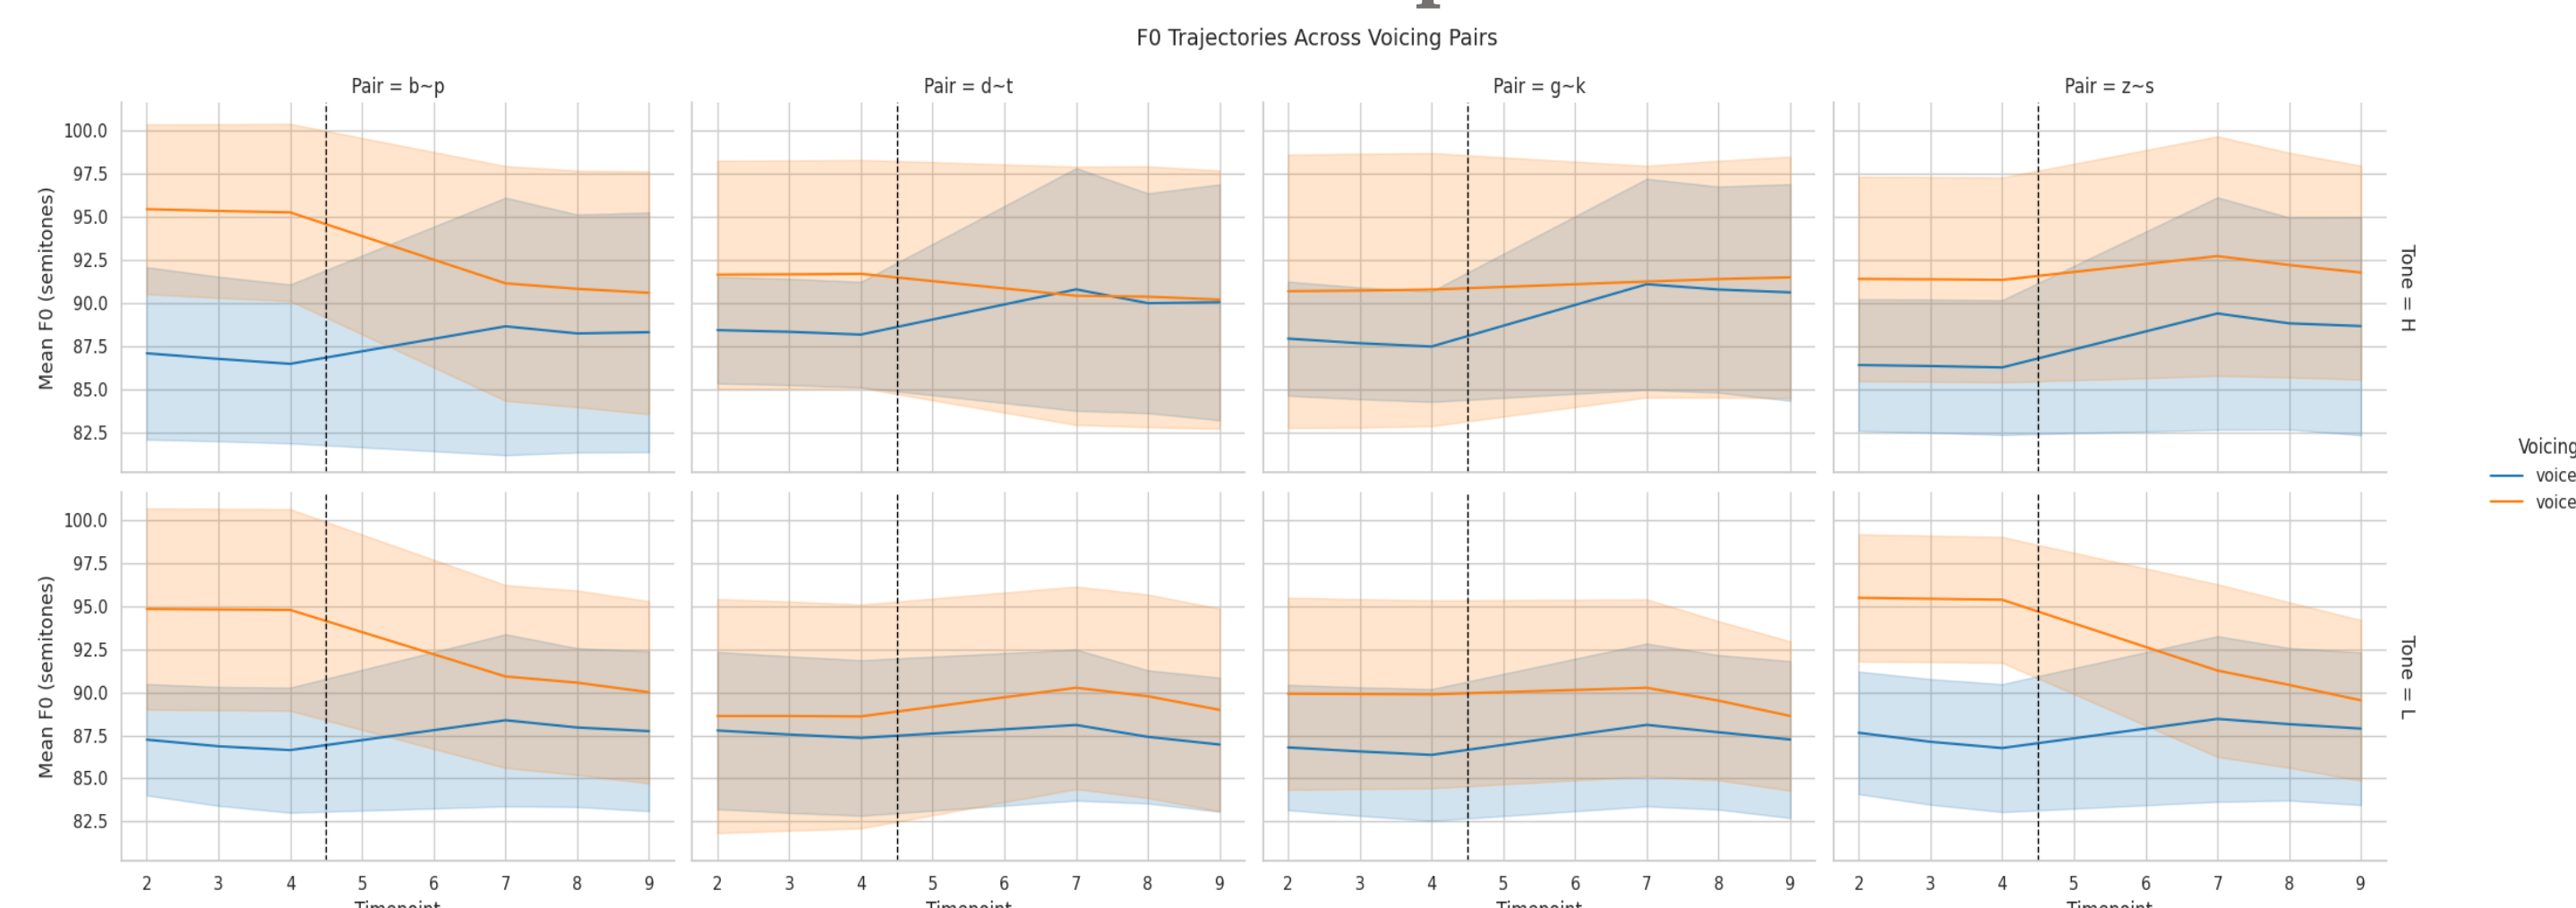 F0 Trajectories Across Voicing Pairs
Pair = b~p
Pair = d~t
Pair = g~k
Pair = z~s
Mean F0 (semitones)
100.0
97.5
95.0
92.5
90.0
87.5
85.0
82.5
Tone = H
Voicing
voice
voice
Mean F0 (semitones)
100.0
97.5
95.0
92.5
90.0
87.5
85.0
82.5
Tone = L
2 3 4 5 6 7 8 9
2 3 4 5 6 7 8 9
2 3 4 5 6 7 8 9
2 3 4 5 6 7 8 9
Timepoint
Timepoint
Timepoint
Timepoint